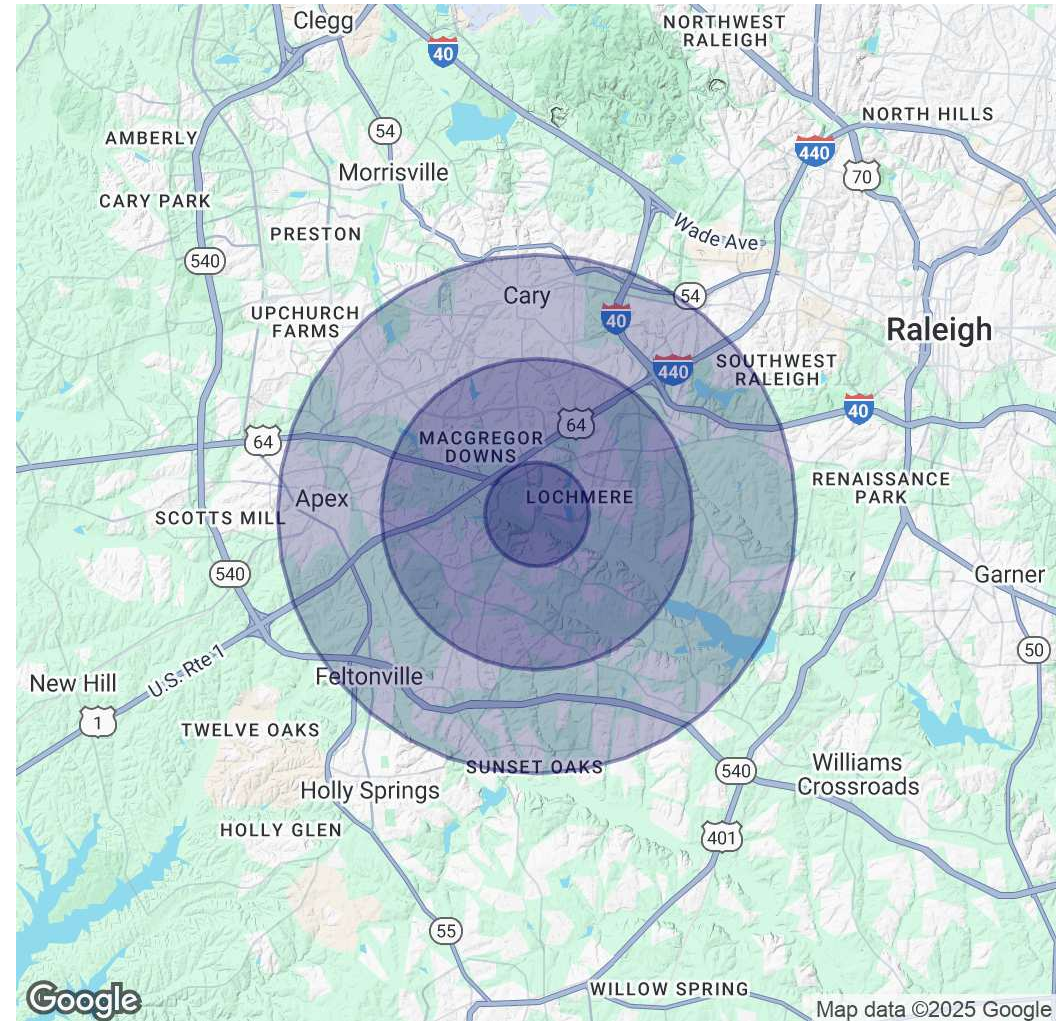 Clegg
NORTHWEST
RALEIGH
40
NORTH HILLS
54
AMBERLY
440
70
Morrisville
CARY PARK
PRESTON
Wade Ave
540
Cary
54
UPCHURCH
FARMS
40
Raleigh
SOUTHWEST
RALEIGH
440
40
64
64
MACGREGOR
DOWNS
RENAISSANCE
PARK
Apex
LOCHMERE
SCOTTS MILL
540
Garner
50
U.S. Rte 1
Feltonville
New Hill
1
TWELVE OAKS
SUNSET OAKS
540
Williams
Crossroads
Holly Springs
HOLLY GLEN
401
55
WILLOW SPRING
Google
Map data ©2025 Google